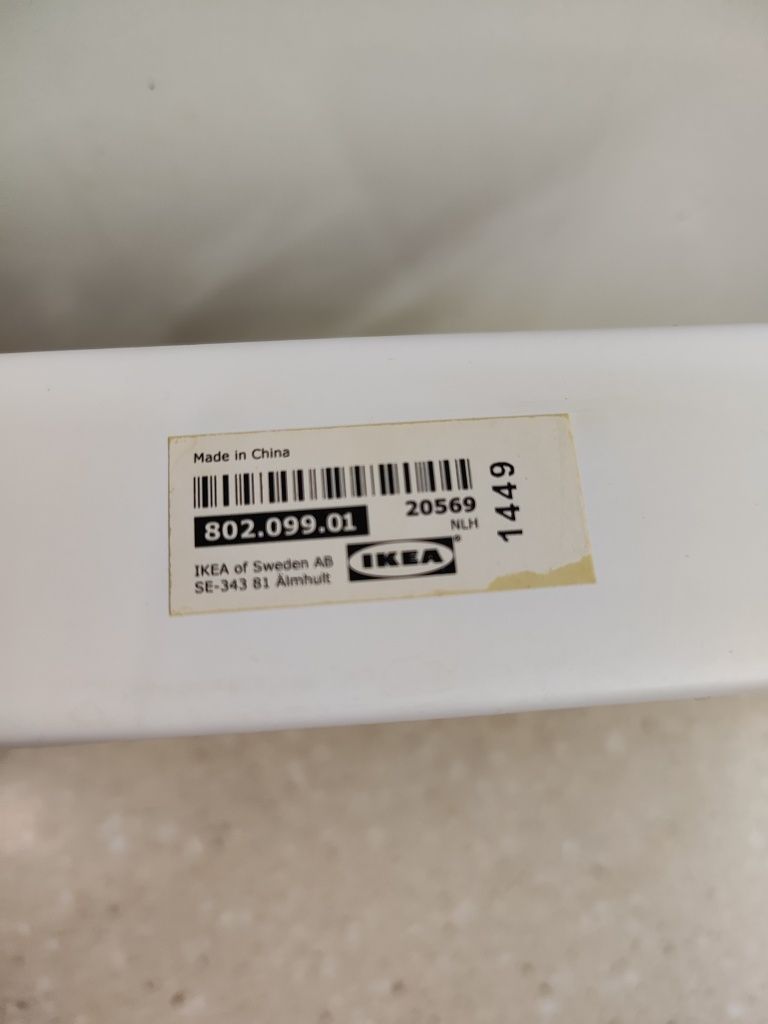 Made in China
802.099.01
20569
NLH
IKEA of Sweden AB
SE-343 81 Älmhult
IKEA®
1449